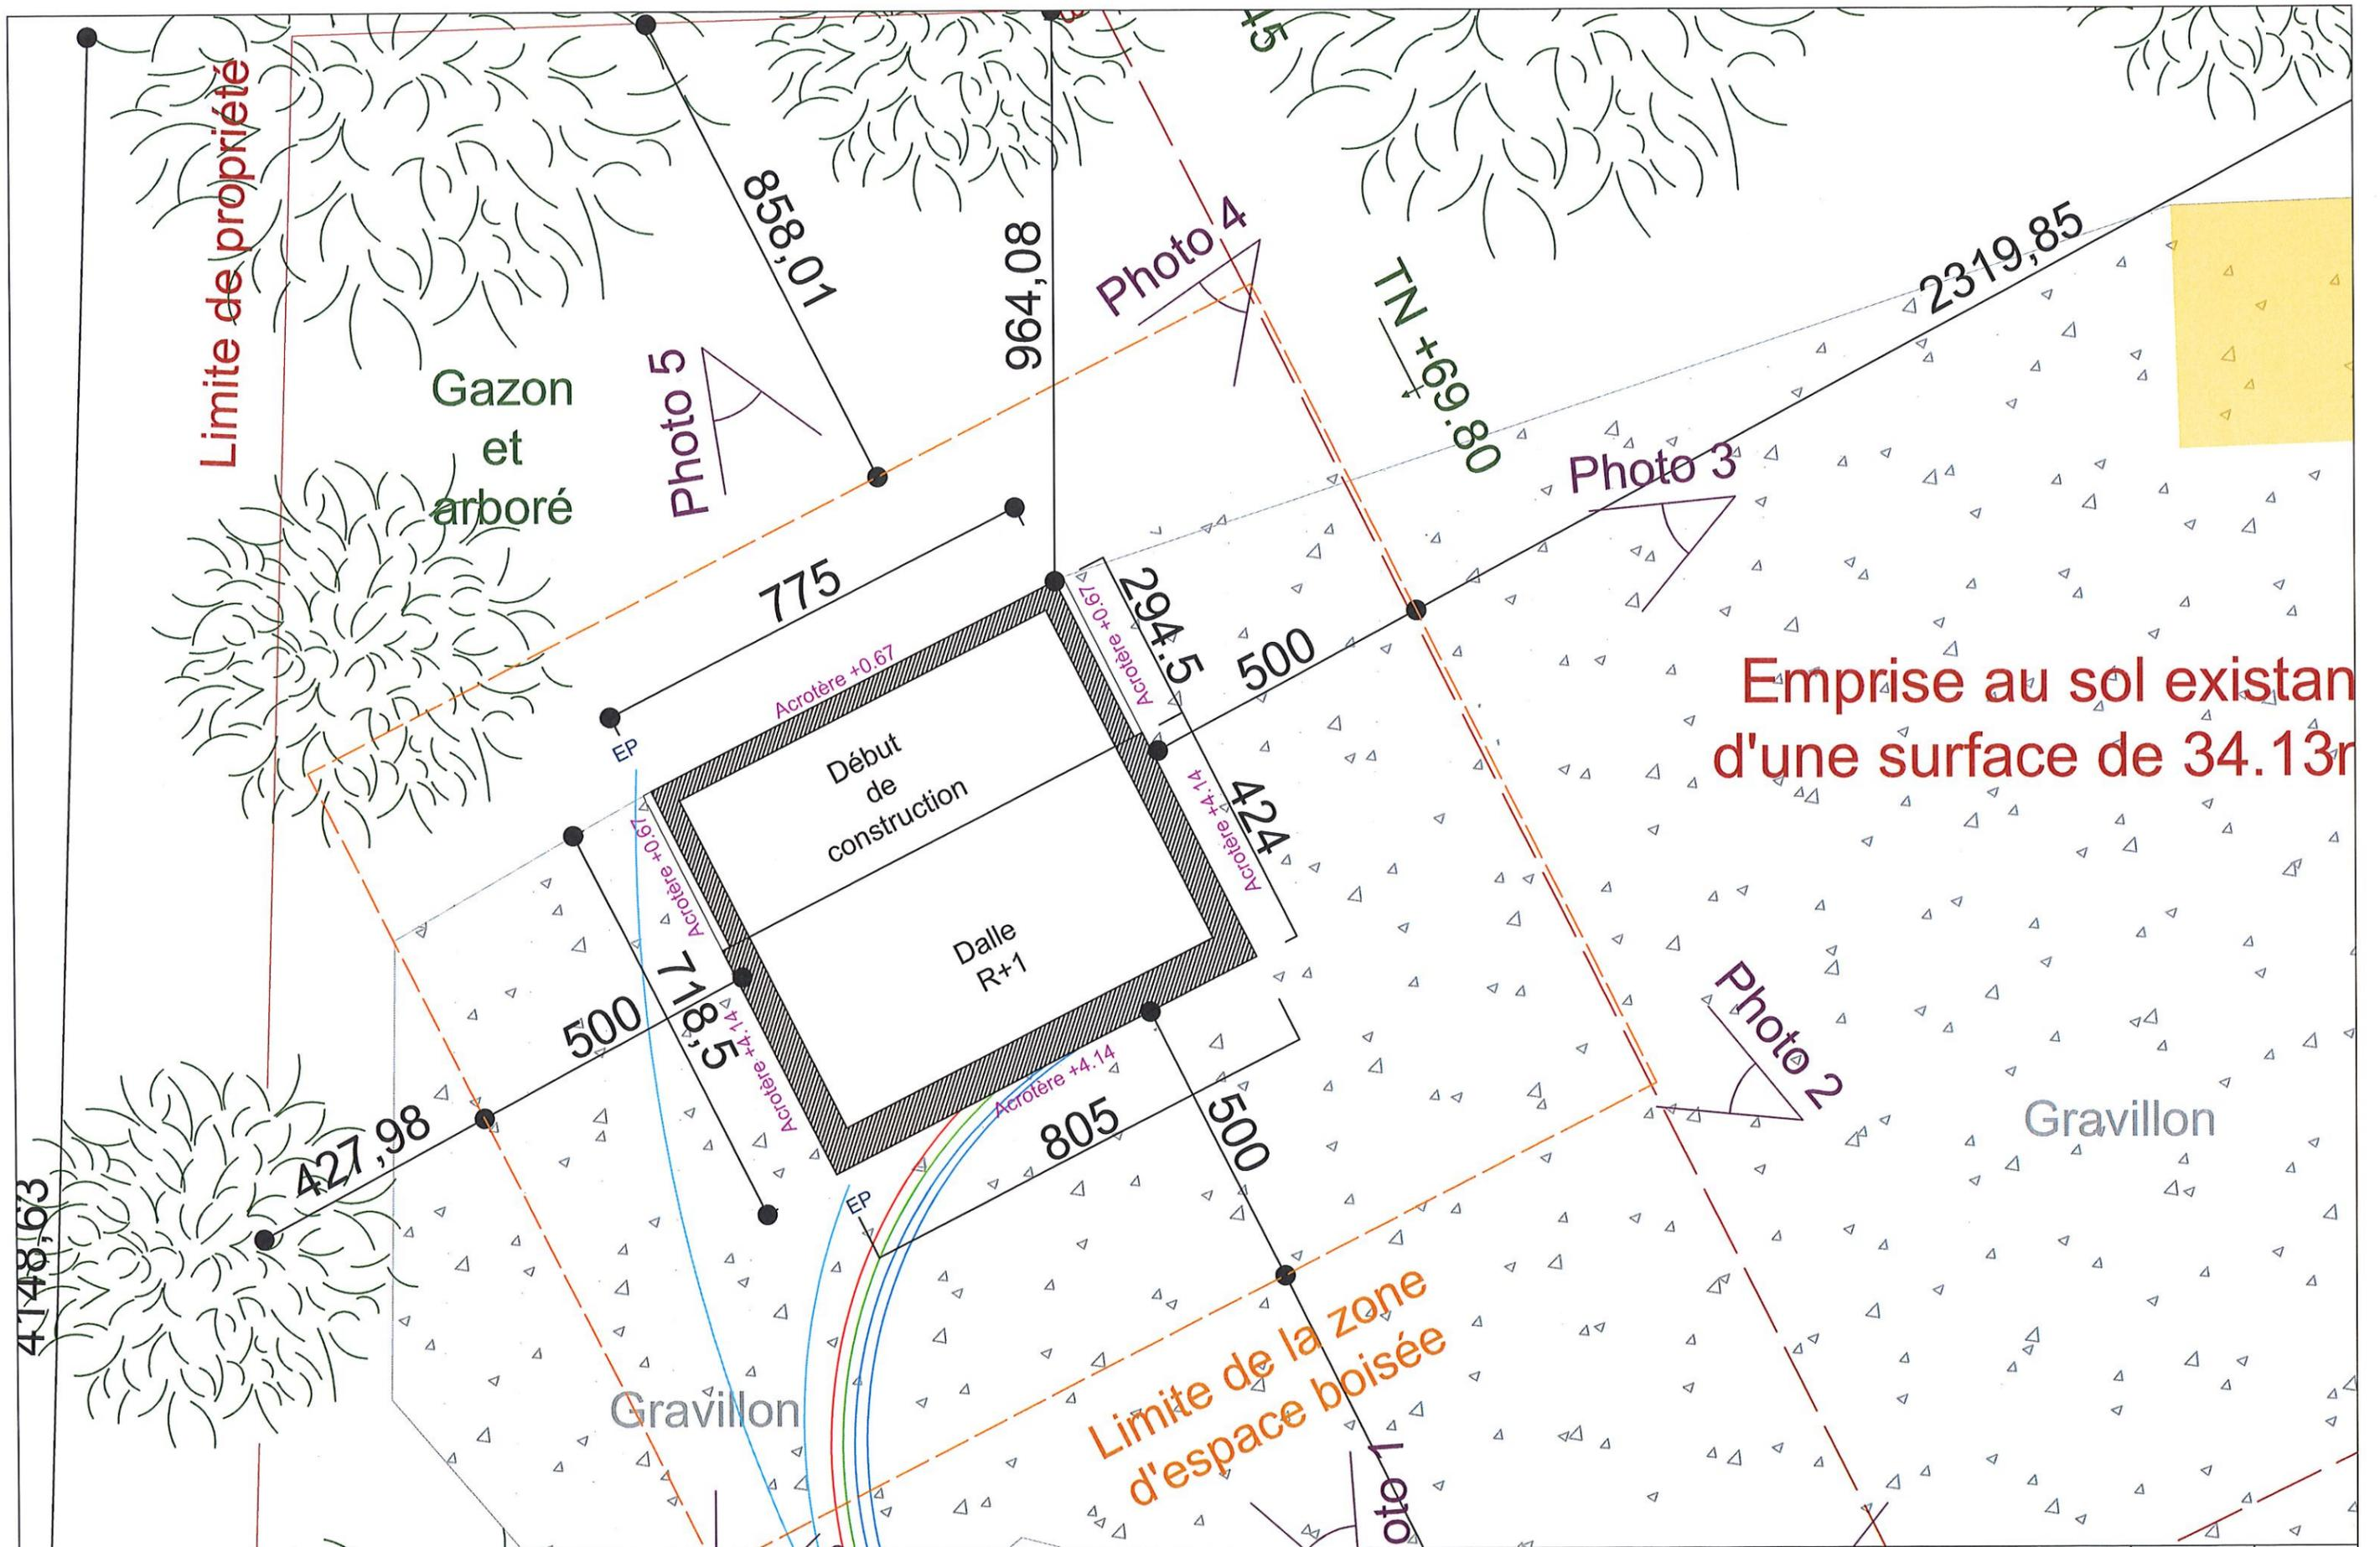 45
Limite de propriété
858,01
964,08
Photo 4
TN +69.80
2319,85
Gazon
et
arboré
Photo 5
Photo 3
775
294.5
500
Acrotère +0.67
Acrotère +0.67
Emprise au sol existan
d'une surface de 34.13
EP
Début
de
construction
424
Acrotère +4.14
Acrotère +0.67
Dalle
R+1
718,5
500
Acrotère +4.14
Photo 2
Acrotère +4.14
805
500
Gravillon
427,98
4148,63
EP
Limite de la zone
d'espace boisée
Gravillon
oto 1